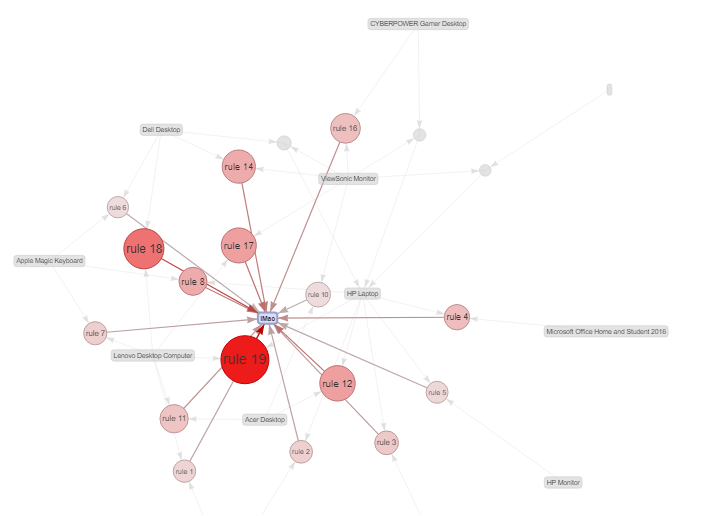 CYBERPOWER Gamer Desktop
Dell Desktop
rule 16
rule 14
ViewSonic Monitor
rule 6
rule 18
rule 17
Apple Magic Keyboard
rule 8
rule 10
HP Laptop
iMac
rule 4
rule 7
Microsoft Office Home and Student 2016
Lenovo Desktop Computer
rule 19
rule 12
rule 5
rule 11
Acer Desktop
rule 3
rule 2
rule 1
HP Monitor